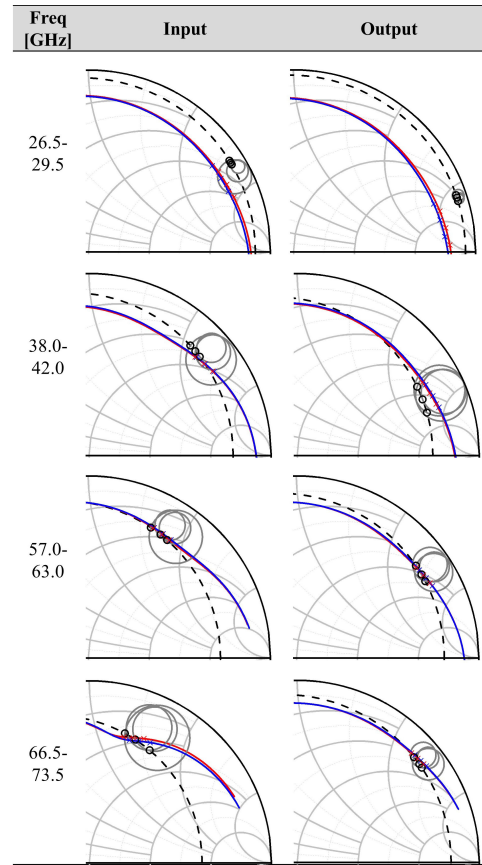 Freq
[GHz]
Input
Output
26.5-
29.5
38.0-
42.0
57.0-
63.0
66.5-
73.5